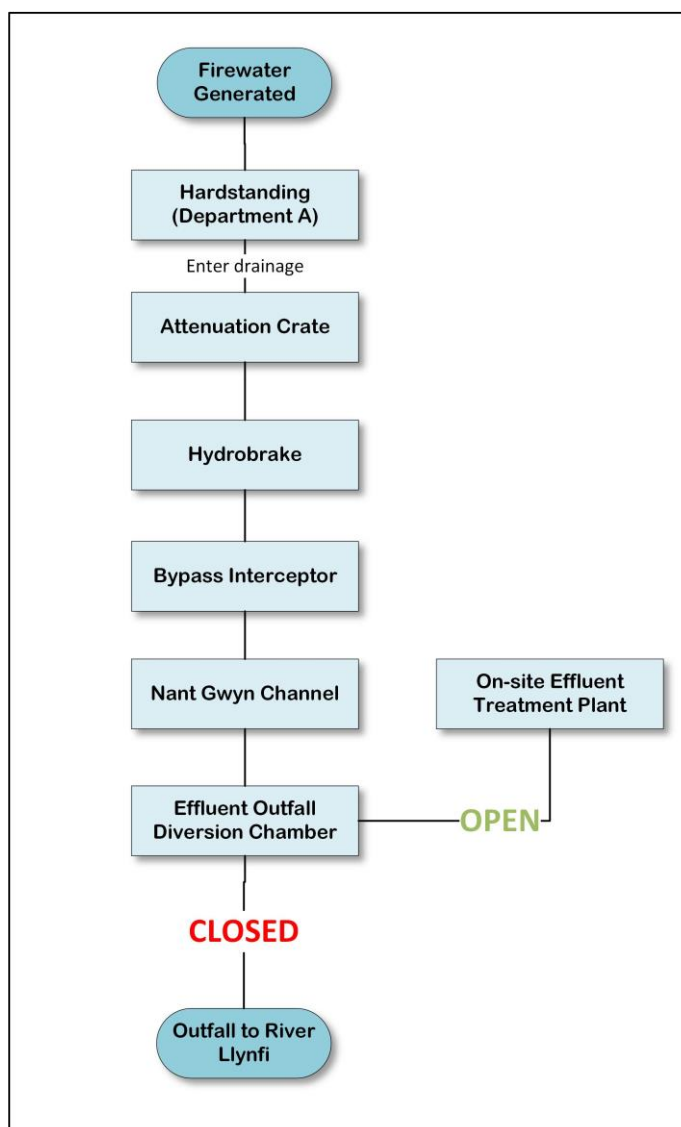 Firewater
Generated
Hardstanding
(Department A)
Enter drainage
Attenuation Crate
Hydrobrake
Bypass Interceptor
Nant Gwyn Channel
On-site Effluent
Treatment Plant
Effluent Outfall
Diversion Chamber
OPEN
CLOSED
Outfall to River
Llynfi